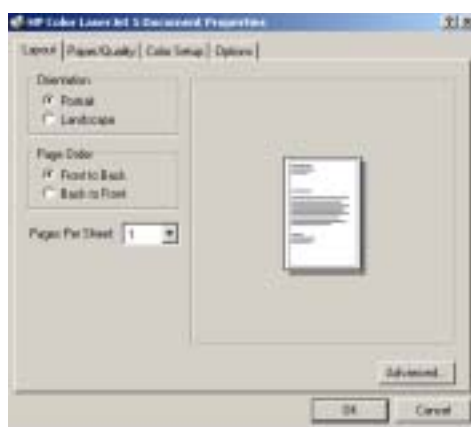 HP Color LaserJet 5 Document Properties
Layout Paper/Quality Color Setup Options
Orientation
Portrait
Landscape
Page Order
Front to Back
Back to Front
Pages Per Sheet: 1
Advanced...
OK Cancel